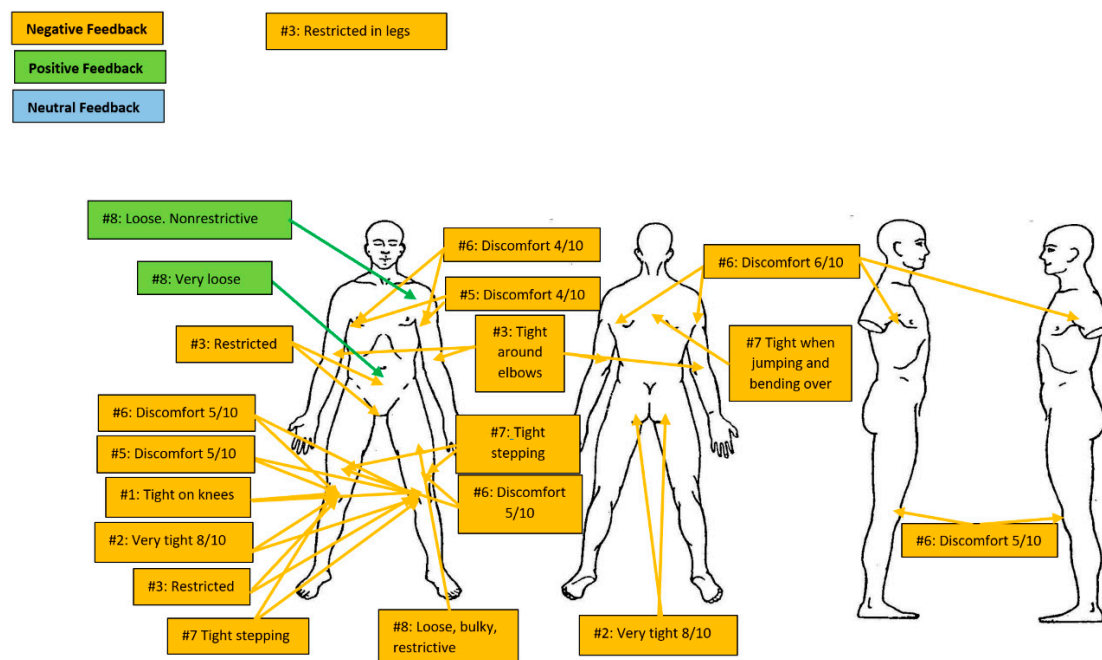 Negative Feedback
#3: Restricted in legs
Positive Feedback
Neutral Feedback
#8: Loose. Nonrestrictive
#6: Discomfort 4/10
#6: Discomfort 6/10
#8: Very loose
#5: Discomfort 4/10
#3: Restricted
#3: Tight
around
elbows
#7 Tight when
jumping and
bending over
#6: Discomfort 5/10
#5: Discomfort 5/10
#7: Tight
stepping
#1: Tight on knees
#6: Discomfort
5/10
#2: Very tight 8/10
#6: Discomfort 5/10
#3: Restricted
#7 Tight stepping
#8: Loose, bulky,
restrictive
#2: Very tight 8/10